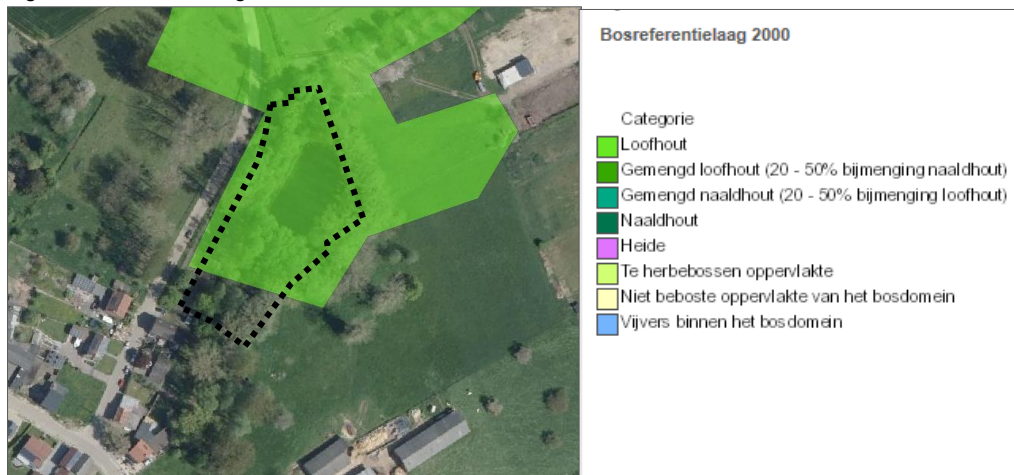 Bosreferentielaag 2000
Categorie
Loofhout
Gemengd loofhout (20 - 50% bijmenging naaldhout)
Gemengd naaldhout (20 - 50% bijmenging loofhout)
Naaldhout
Heide
Te herbebossen oppervlakte
Niet beboste oppervlakte van het bosdomein
Vijvers binnen het bosdomein